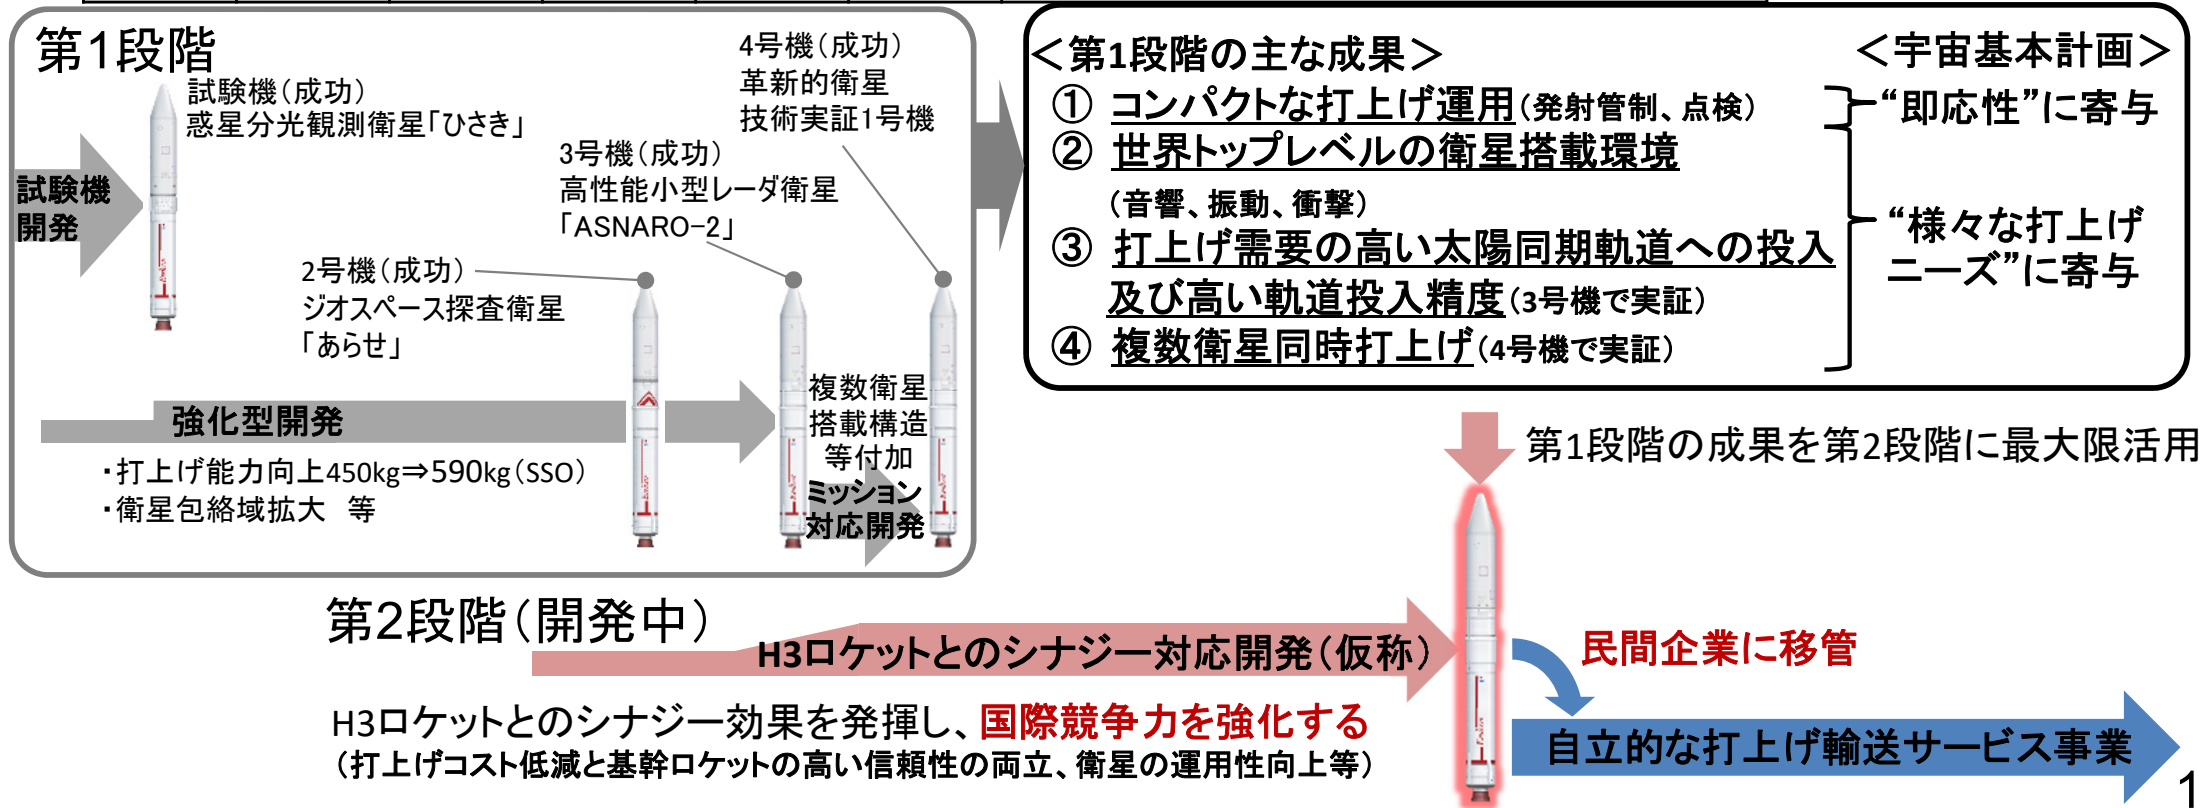 第1段階
試験機（成功）
惑星分光観測衛星「ひさき」
試験機
開発
2号機（成功）
ジオスペース探査衛星
「あらせ」
3号機（成功）
高性能小型レーダ衛星
「ASNARO-2」
4号機（成功）
革新的衛星
技術実証1号機
強化型開発
・打上げ能力向上450kg⇒590kg（SSO）
・衛星包絡域拡大　等
複数衛星
搭載構造
等付加
ミッション
対応開発
＜第1段階の主な成果＞
＜宇宙基本計画＞
① コンパクトな打上げ運用（発射管制、点検）
② 世界トップレベルの衛星搭載環境
（音響、振動、衝撃）
③ 打上げ需要の高い太陽同期軌道への投入
及び高い軌道投入精度（3号機で実証）
④ 複数衛星同時打上げ（4号機で実証）
“即応性”に寄与
“様々な打上げ
ニーズ”に寄与
第1段階の成果を第2段階に最大限活用
第2段階（開発中）
H3ロケットとのシナジー対応開発（仮称）
H3ロケットとのシナジー効果を発揮し、国際競争力を強化する
（打上げコスト低減と基幹ロケットの高い信頼性の両立、衛星の運用性向上等）
民間企業に移管
自立的な打上げ輸送サービス事業
1